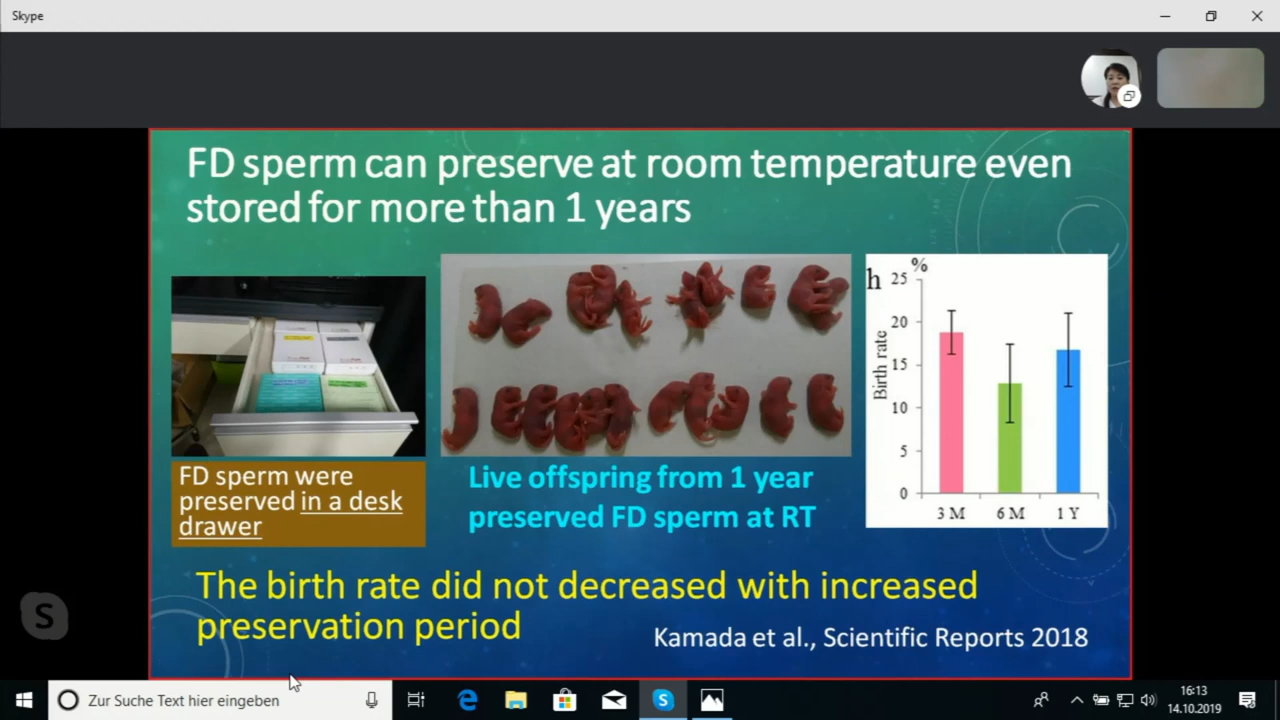 Skype
FD sperm can preserve at room temperature even
stored for more than 1 years
FD sperm were
preserved in a desk
drawer
Live offspring from 1 year
preserved FD sperm at RT
h
%
25
20
15
10
5
0
Birth rate
3 M
6 M
1 Y
The birth rate did not decreased with increased
preservation period
Kamada et al., Scientific Reports 2018
S
Zur Suche Text hier eingeben
16:13
14.10.2019